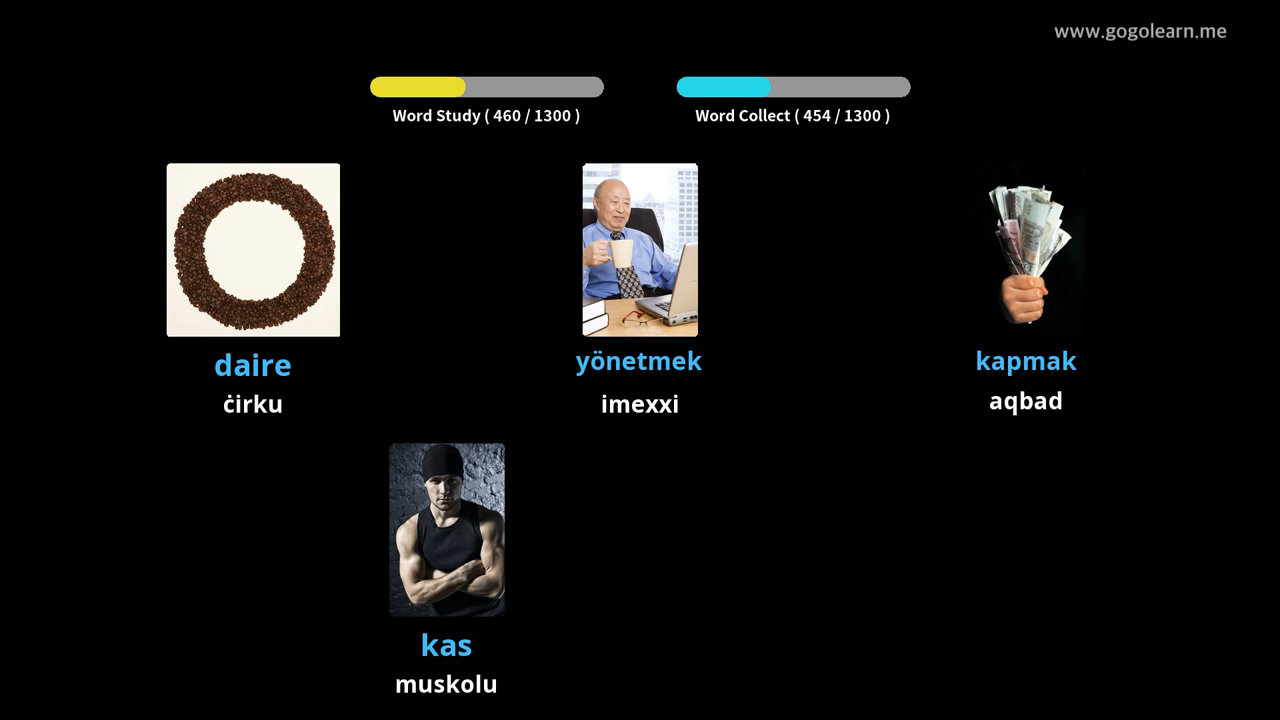 www.gogolearn.me
Word Study ( 460 / 1300 )
Word Collect ( 454 / 1300 )
daire
ċirku
yönetmek
imexxi
kapmak
aqbad
kas
muskolu